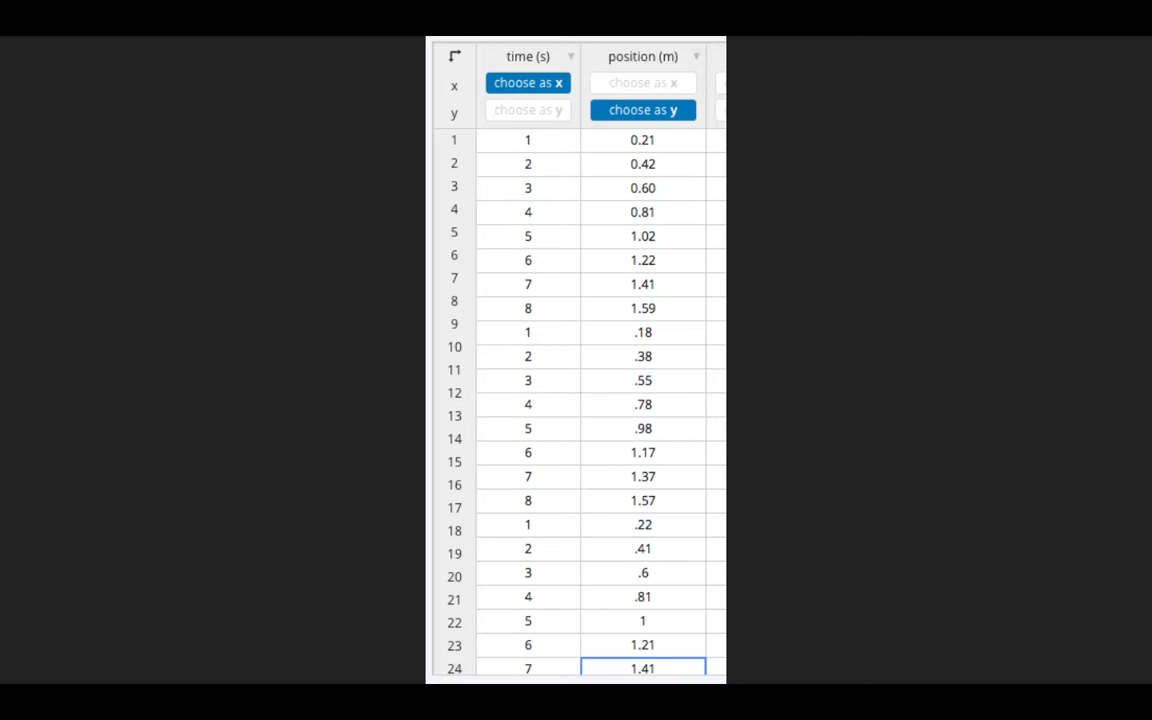 time (s) position (m)
x choose as x choose as x
y choose as y choose as y
1 1 0.21
2 2 0.42
3 3 0.60
4 4 0.81
5 5 1.02
6 6 1.22
7 7 1.41
8 8 1.59
9 1 .18
10 2 .38
11 3 .55
12 4 .78
13 5 .98
14 6 1.17
15 7 1.37
16 8 1.57
17 1 .22
18 2 .41
19 3 .6
20 4 .81
21 5 1
22 6 1.21
23 7 1.41
24